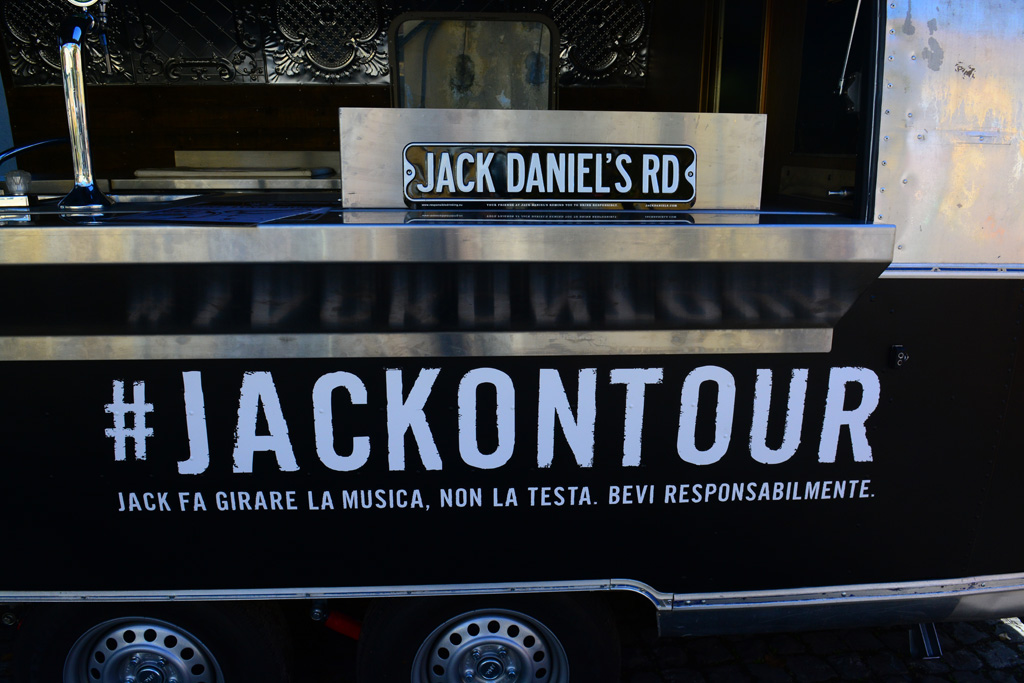 JACK DANIEL'S RD
#JACKONTOUR
JACK FA GIRARE LA MUSICA, NON LA TESTA. BEVI RESPONSABILMENTE.